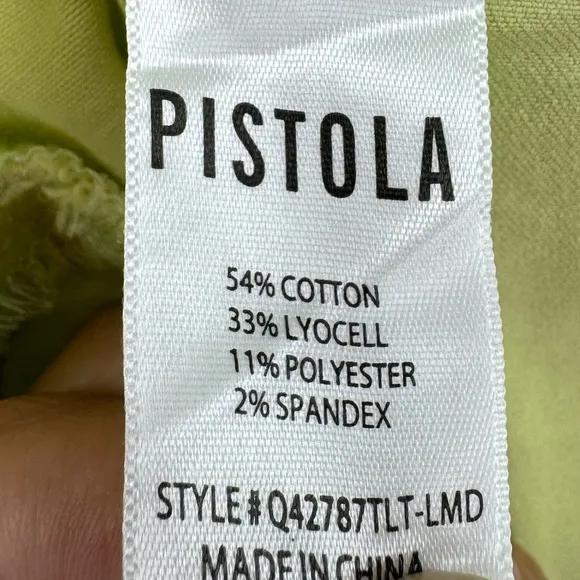 PISTOLA
54% COTTON
33% LYOCELL
11% POLYESTER
2% SPANDEX
STYLE# Q42787TLT-LMD
MADE IN CHINA